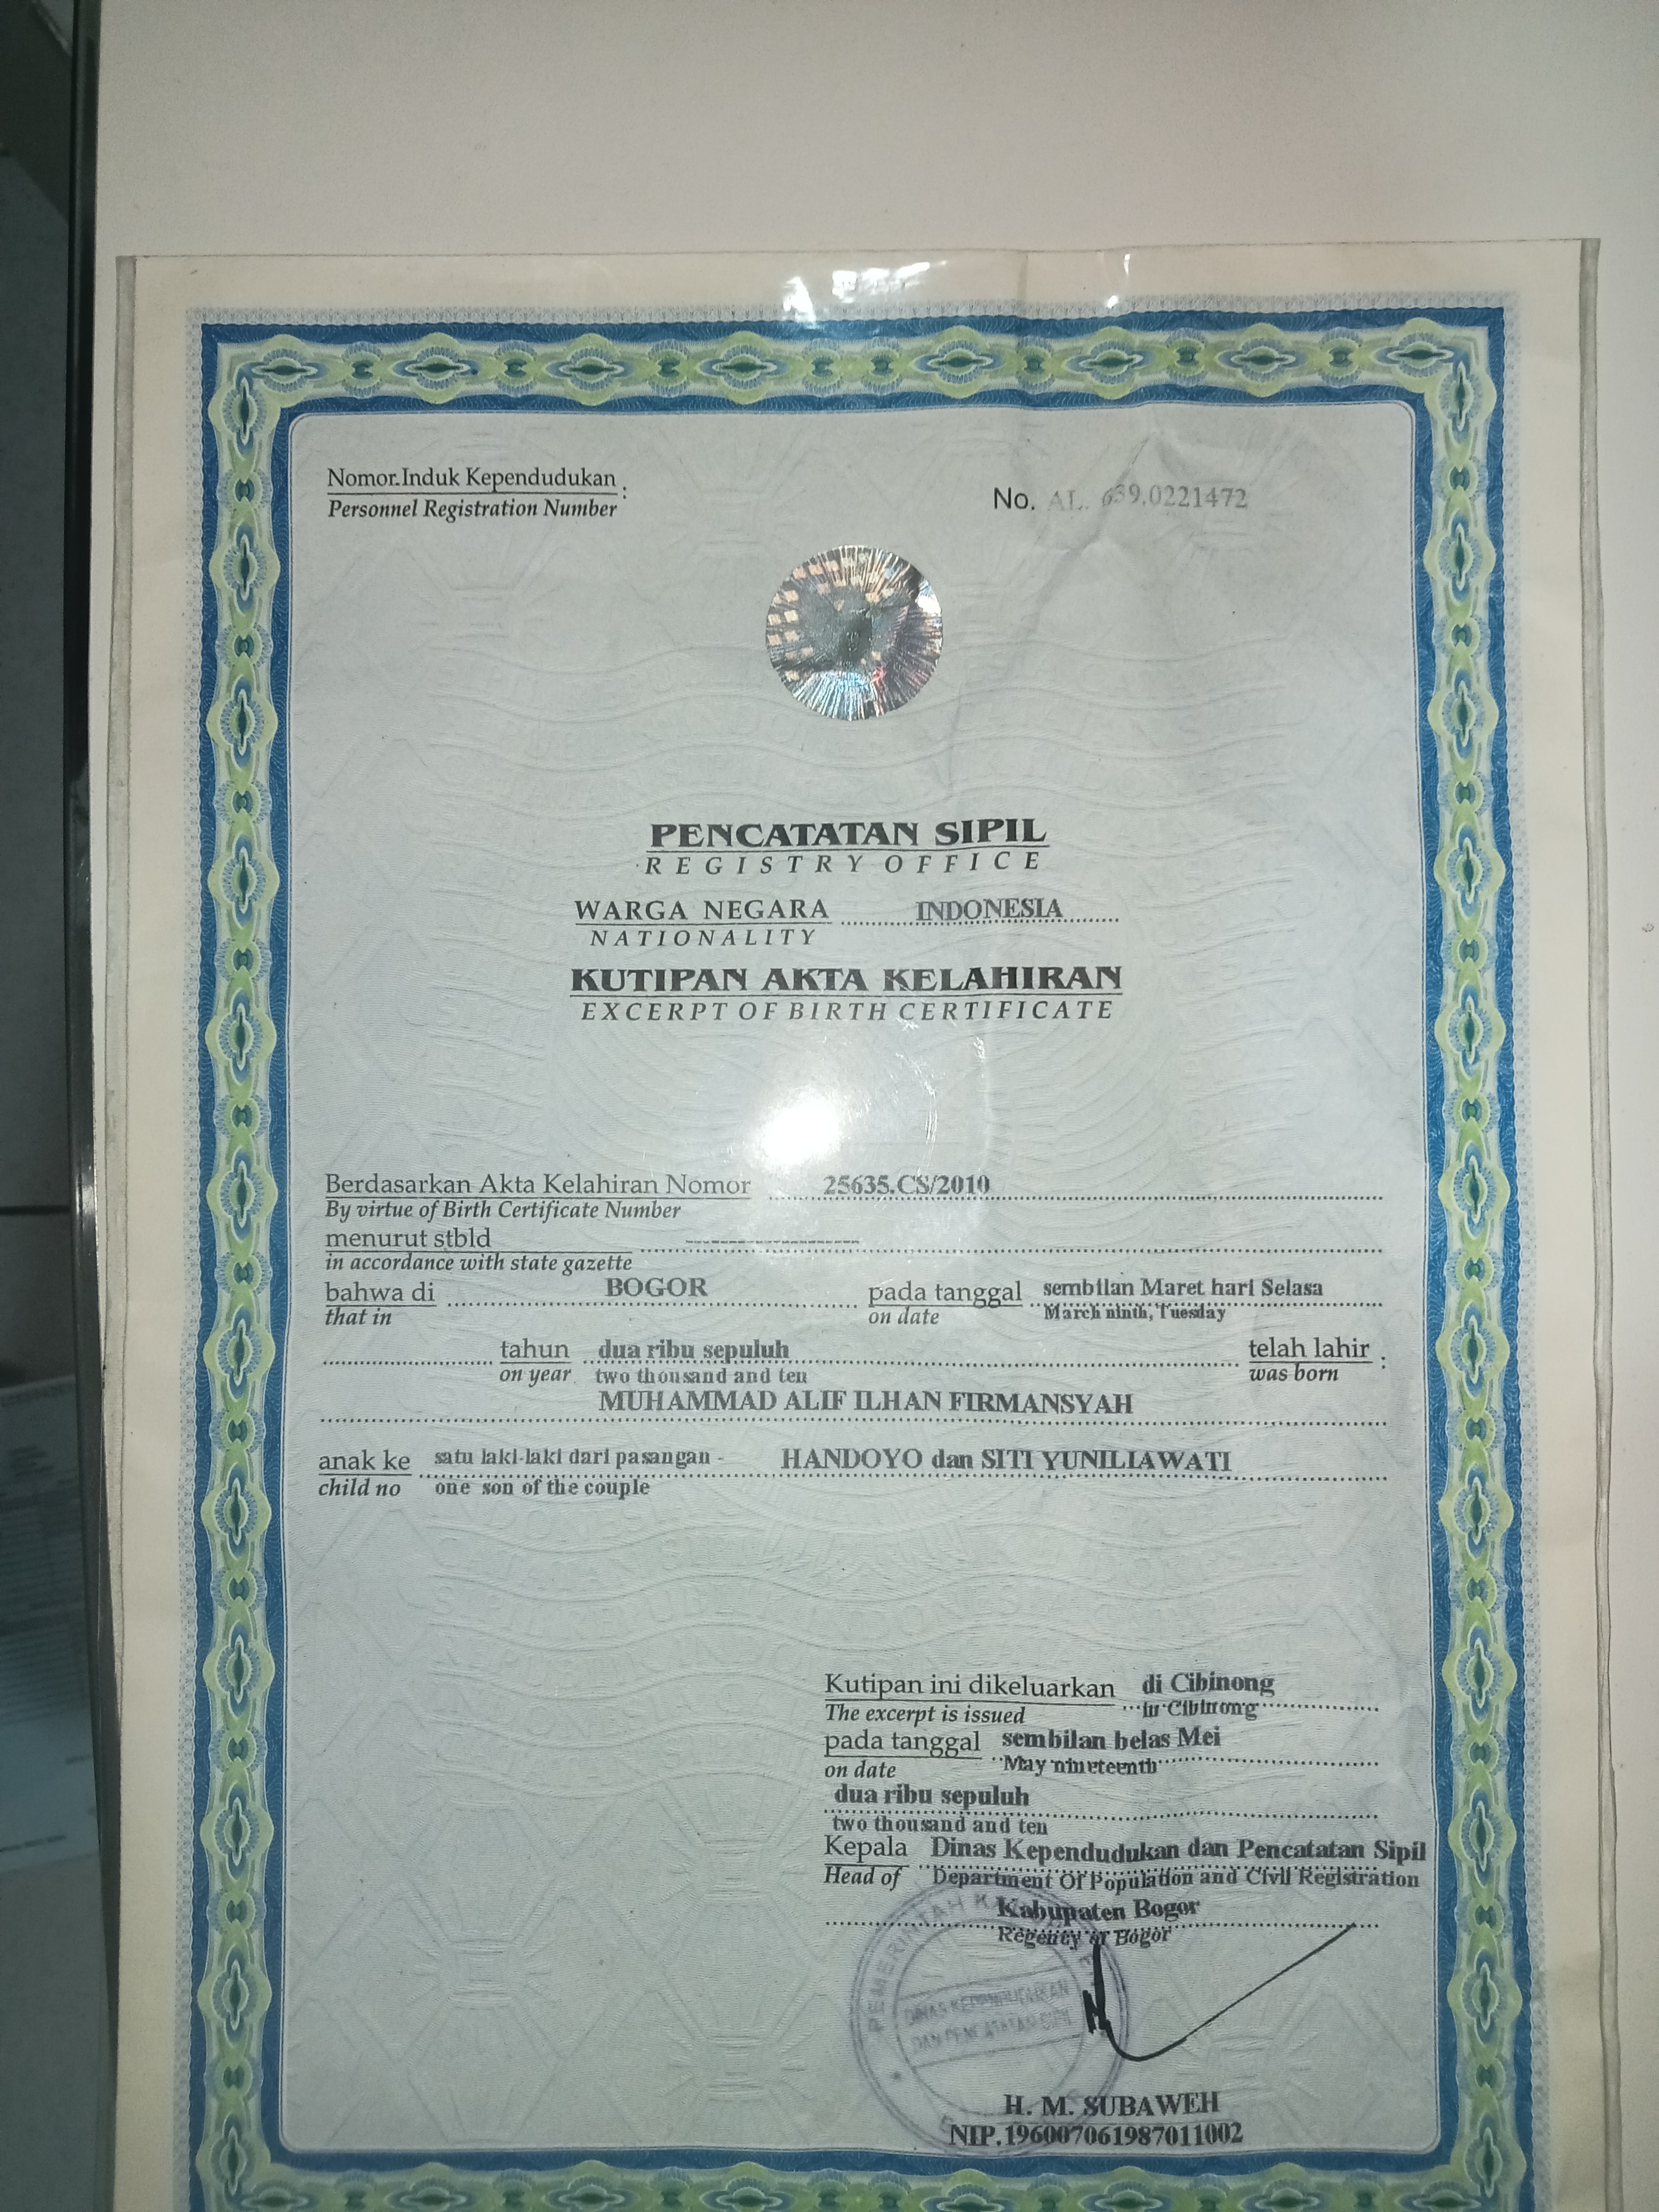 Nomor Induk Kependudukan :
Personnel Registration Number
No. AL. 639.0221472
PENCATATAN SIPIL
REGISTRY OFFICE
WARGA NEGARA INDONESIA
NATIONALITY
KUTIPAN AKTA KELAHIRAN
EXCERPT OF BIRTH CERTIFICATE
Berdasarkan Akta Kelahiran Nomor 25635.CS/2010
By virtue of Birth Certificate Number
menurut stbld
in accordance with state gazette
bahwa di BOGOR pada tanggal sembilan Maret hari Selasa
that in on date March ninth, Tuesday
tahun dua ribu sepuluh telah lahir :
on year two thousand and ten was born
MUHAMMAD ALIF ILHAN FIRMANSYAH
anak ke satu laki-laki dari pasangan - HANDOYO dan SITI YUNILIAWATI
child no one son of the couple
Kutipan ini dikeluarkan di Cibinong
The excerpt is issued in Cibinong
pada tanggal sembilan belas Mei
on date May nineteenth
dua ribu sepuluh
two thousand and ten
Kepala Dinas Kependudukan dan Pencatatan Sipil
Head of Department Of Population and Civil Registration
Kabupaten Bogor
Regency of Bogor
PEMERINTAH
DINAS KEPENDUDUKAN
DAN PENCATATAN SIPIL
H. M. SUBAWEH
NIP.196007061987011002